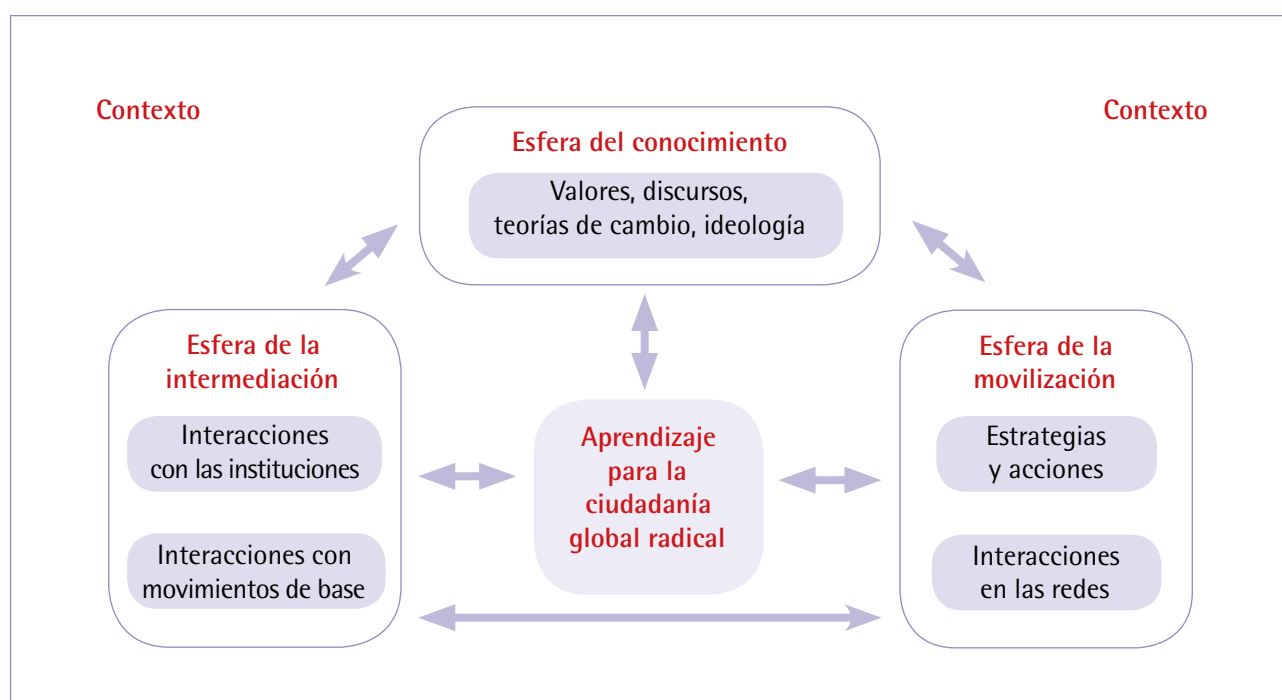 Contexto
Contexto
Esfera del conocimiento
Valores, discursos,
teorías de cambio, ideología
Esfera de la
intermediación
Interacciones
con las instituciones
Interacciones con
movimientos de base
Aprendizaje
para la
ciudadanía
global radical
Esfera de la
movilización
Estrategias
y acciones
Interacciones
en las redes